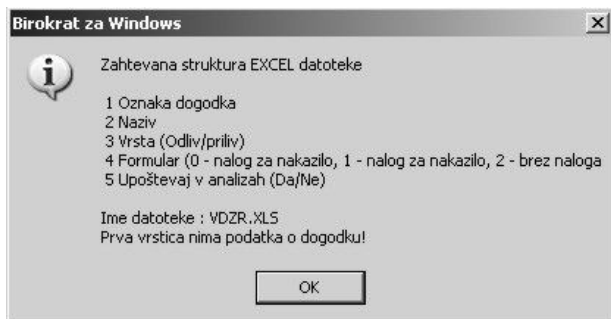 Birokrat za Windows
Zahtevana struktura EXCEL datoteke
1 Oznaka dogodka
2 Naziv
3 Vrsta (Odliv/priliv)
4 Formular (0 - nalog za nakazilo, 1 - nalog za nakazilo, 2 - brez naloga
5 Upoštevaj v analizah (Da/Ne)
Ime datoteke : VDZR.XLS
Prva vrstica nima podatka o dogodku!
OK